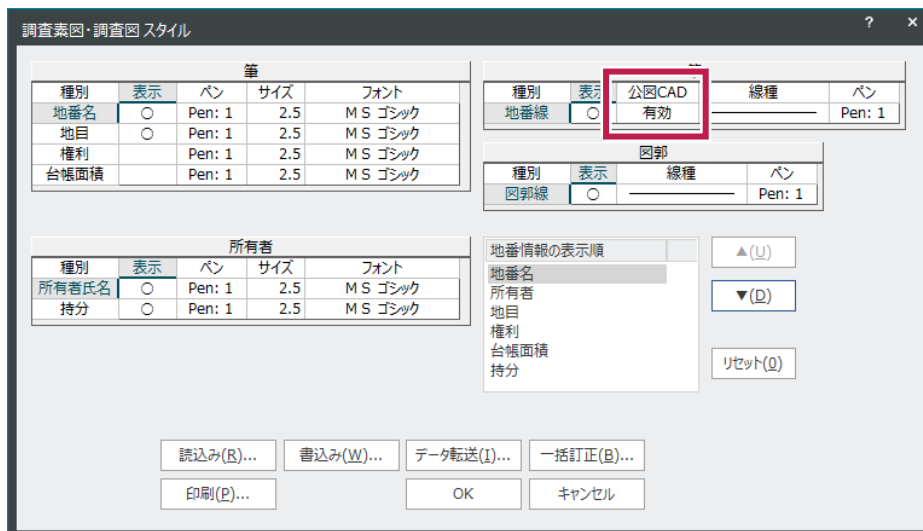 調査素図・調査図 スタイル ? ×
筆
種別 表示 ペン サイズ フォント
地番名 ○ Pen: 1 2.5 ＭＳ ゴシック
地目 ○ Pen: 1 2.5 ＭＳ ゴシック
権利 Pen: 1 2.5 ＭＳ ゴシック
台帳面積 Pen: 1 2.5 ＭＳ ゴシック
種別 表示 公図CAD 線種 ペン
地番線 ○ 有効 Pen: 1
図郭
種別 表示 線種 ペン
図郭線 ○ Pen: 1
所有者
種別 表示 ペン サイズ フォント
所有者氏名 ○ Pen: 1 2.5 ＭＳ ゴシック
持分 ○ Pen: 1 2.5 ＭＳ ゴシック
地番情報の表示順
地番名
所有者
地目
権利
台帳面積
持分
▲(U)
▼(D)
リセット(0)
読込み(R)... 書込み(W)... データ転送(I)... 一括訂正(B)...
印刷(P)... OK キャンセル